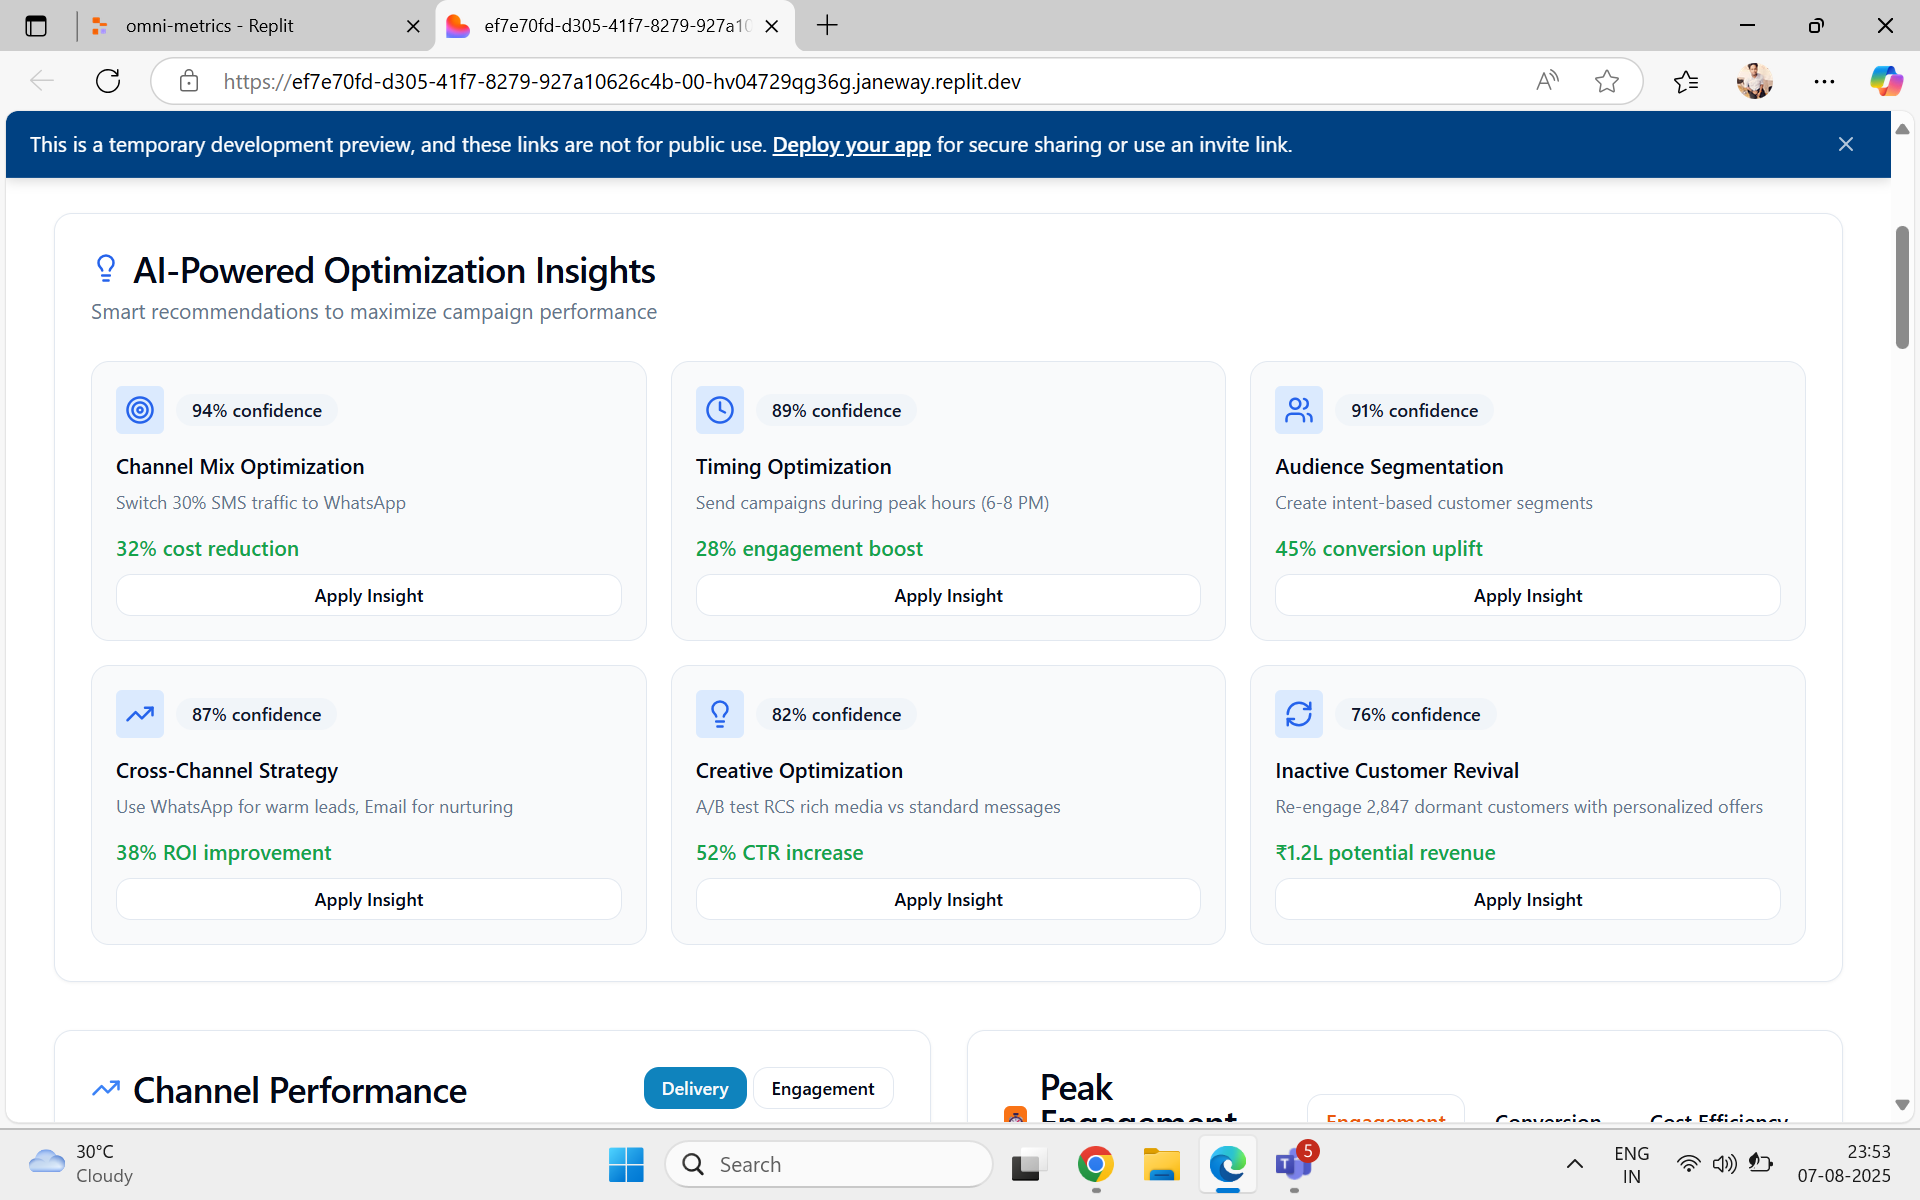 omni-metrics - Replit
ef7e70fd-d305-41f7-8279-927a10
https://ef7e70fd-d305-41f7-8279-927a10626c4b-00-hv04729qg36g.janeway.replit.dev
This is a temporary development preview, and these links are not for public use. Deploy your app for secure sharing or use an invite link.
AI-Powered Optimization Insights
Smart recommendations to maximize campaign performance
94% confidence
Channel Mix Optimization
Switch 30% SMS traffic to WhatsApp
32% cost reduction
Apply Insight
89% confidence
Timing Optimization
Send campaigns during peak hours (6-8 PM)
28% engagement boost
Apply Insight
91% confidence
Audience Segmentation
Create intent-based customer segments
45% conversion uplift
Apply Insight
87% confidence
Cross-Channel Strategy
Use WhatsApp for warm leads, Email for nurturing
38% ROI improvement
Apply Insight
82% confidence
Creative Optimization
A/B test RCS rich media vs standard messages
52% CTR increase
Apply Insight
76% confidence
Inactive Customer Revival
Re-engage 2,847 dormant customers with personalized offers
₹1.2L potential revenue
Apply Insight
Channel Performance
Delivery
Engagement
Peak
Engagement
Engagement
Conversion
Cost Efficiency
30°C
Cloudy
Search
5
ENG
IN
23:53
07-08-2025